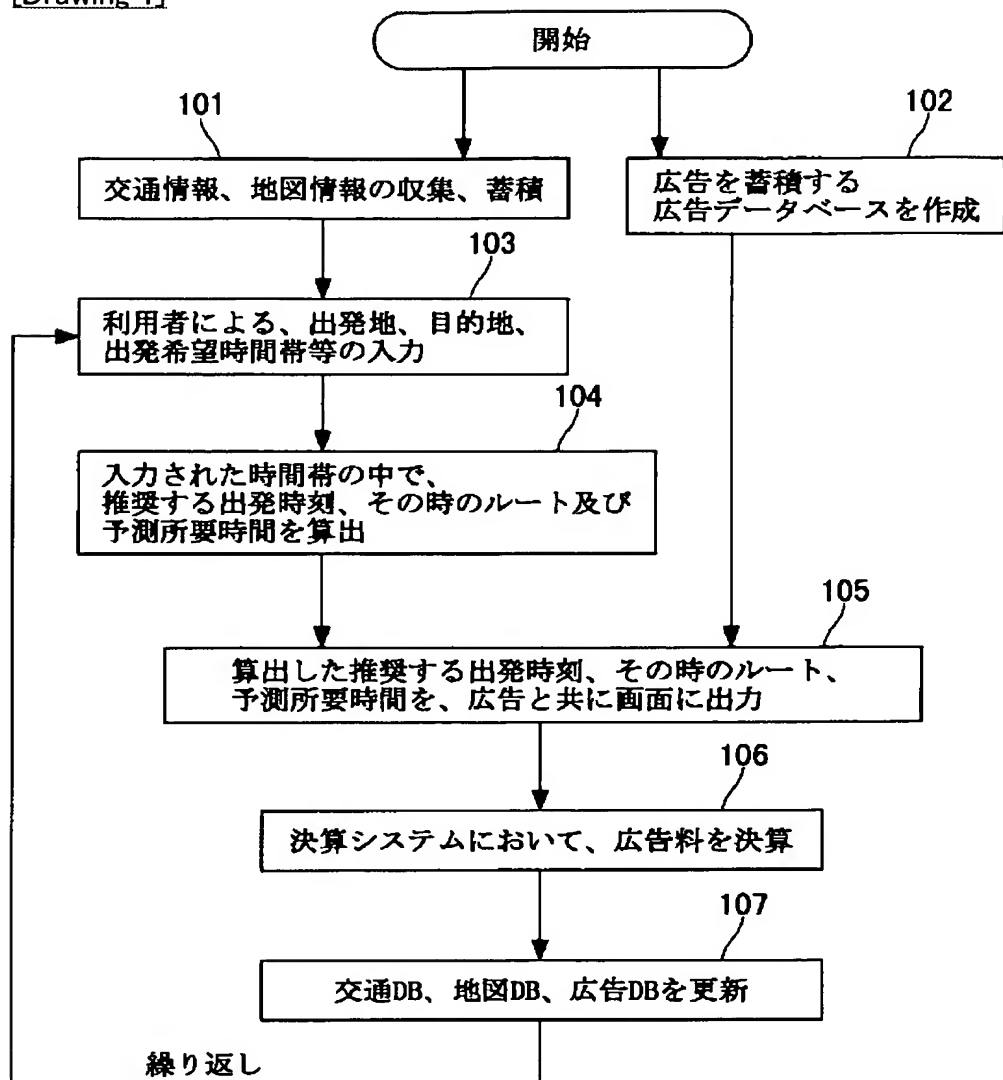 [Drawing 1]
開始
101
交通情報、地図情報の収集、蓄積
102
広告を蓄積する
広告データベースを作成
103
利用者による、出発地、目的地、
出発希望時間帯等の入力
104
入力された時間帯の中で、
推奨する出発時刻、その時のルート及び
予測所要時間を算出
105
算出した推奨する出発時刻、その時のルート、
予測所要時間を、広告と共に画面に出力
106
決算システムにおいて、広告料を決算
107
交通DB、地図DB、広告DBを更新
繰り返し